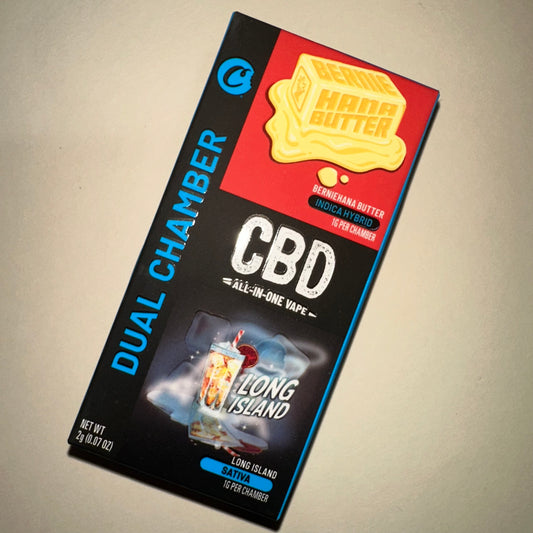 DUAL CHAMBER
BERNIE
HANA
BUTTER
BERNIEHANA BUTTER
INDICA HYBRID
1G PER CHAMBER
CBD
ALL-IN-ONE VAPE
LONG
ISLAND
NET WT
2g (0.07 OZ)
LONG ISLAND
SATIVA
1G PER CHAMBER